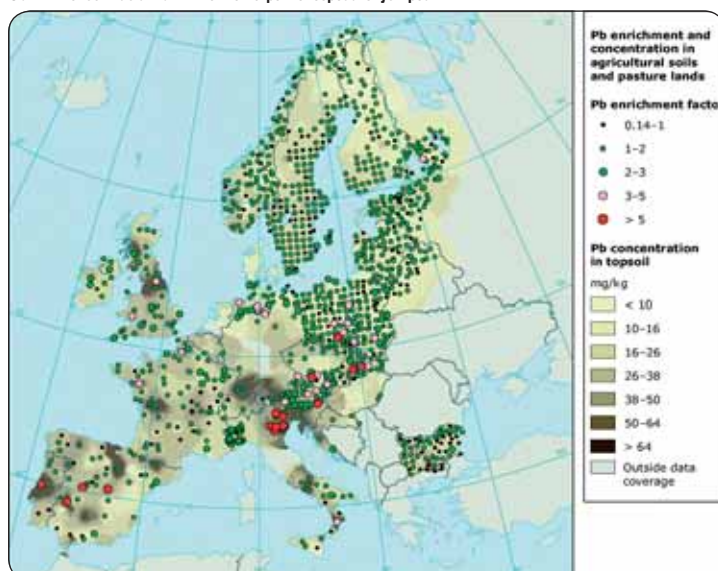 Pb enrichment and
concentration in
agricultural soils
and pasture lands
Pb enrichment facto
0.14–1
1–2
2–3
3–5
> 5
Pb concentration
in topsoil
mg/kg
< 10
10–16
16–26
26–38
38–50
50–64
> 64
Outside data
coverage